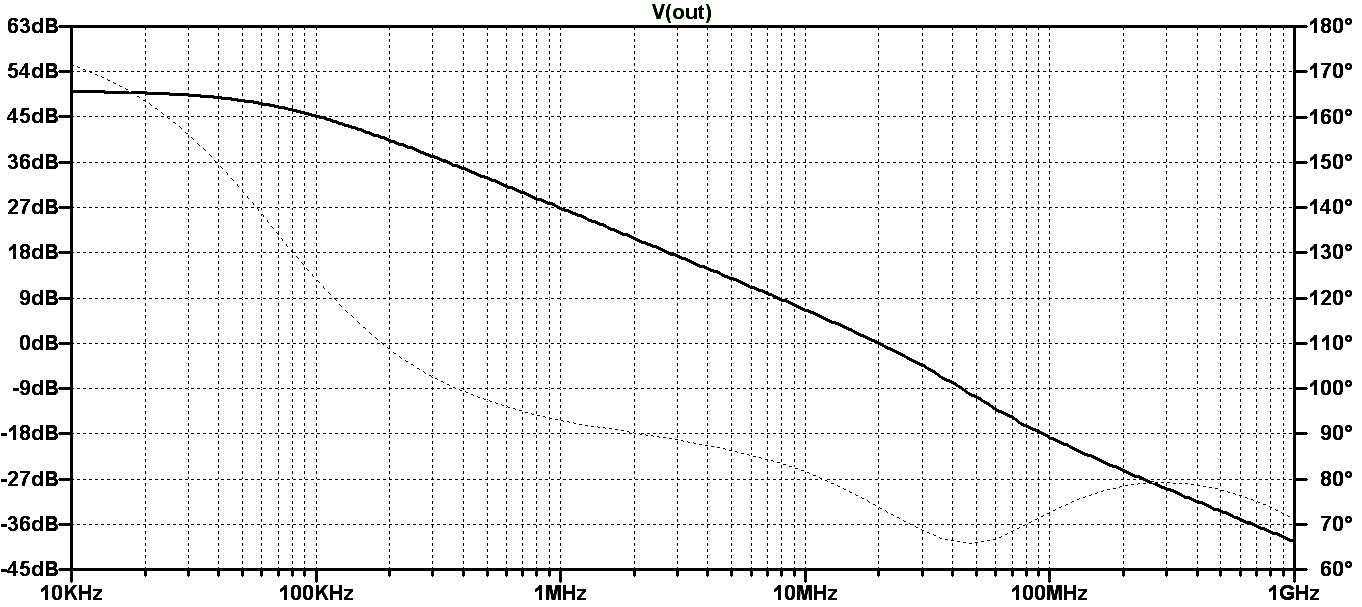 V(out)
63dB 180°
54dB 170°
45dB 160°
36dB 150°
27dB 140°
18dB 130°
9dB 120°
0dB 110°
-9dB 100°
-18dB 90°
-27dB 80°
-36dB 70°
-45dB 60°
10KHz 100KHz 1MHz 10MHz 100MHz 1GHz